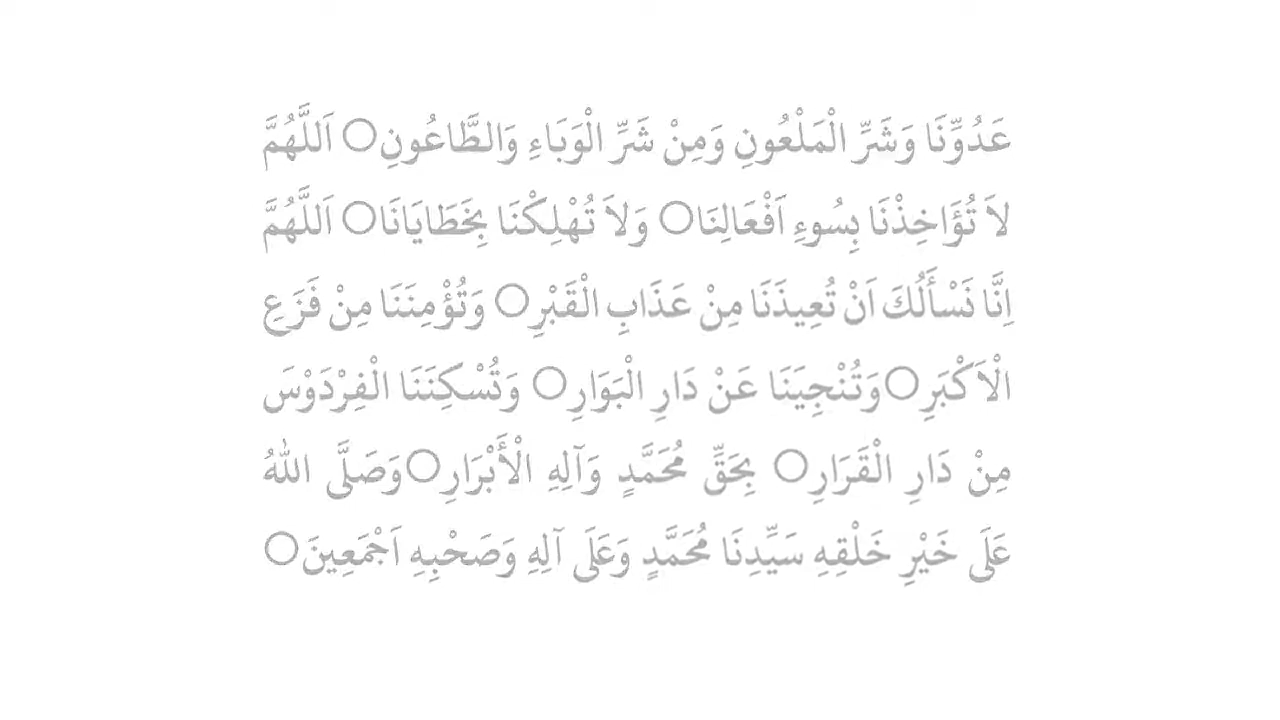 عَدُوِّنَا وَشَرِّ الْمَلْعُونِ وَمِنْ شَرِّ الْوَبَاءِ وَالطَّاعُونِ○ اَللَّهُمَّ
لاَ تُؤَاخِذْنَا بِسُوءِ اَفْعَالِنَا○ وَلاَ تُهْلِكْنَا بِخَطَايَانَا○ اَللَّهُمَّ
اِنَّا نَسْأَلُكَ اَنْ تُعِيذَنَا مِنْ عَذَابِ الْقَبْرِ○ وَتُؤْمِنَنَا مِنْ فَزَعِ
الْاَكْبَرِ○وَتُنْجِيَنَا عَنْ دَارِ الْبَوَارِ○ وَتُسْكِنَنَا الْفِرْدَوْسَ
مِنْ دَارِ الْقَرَارِ○ بِحَقِّ مُحَمَّدٍ وَآلِهِ الْأَبْرَارِ○وَصَلَّى اللهُ
عَلَى خَيْرِ خَلْقِهِ سَيِّدِنَا مُحَمَّدٍ وَعَلَى آلِهِ وَصَحْبِهِ اَجْمَعِينَ○